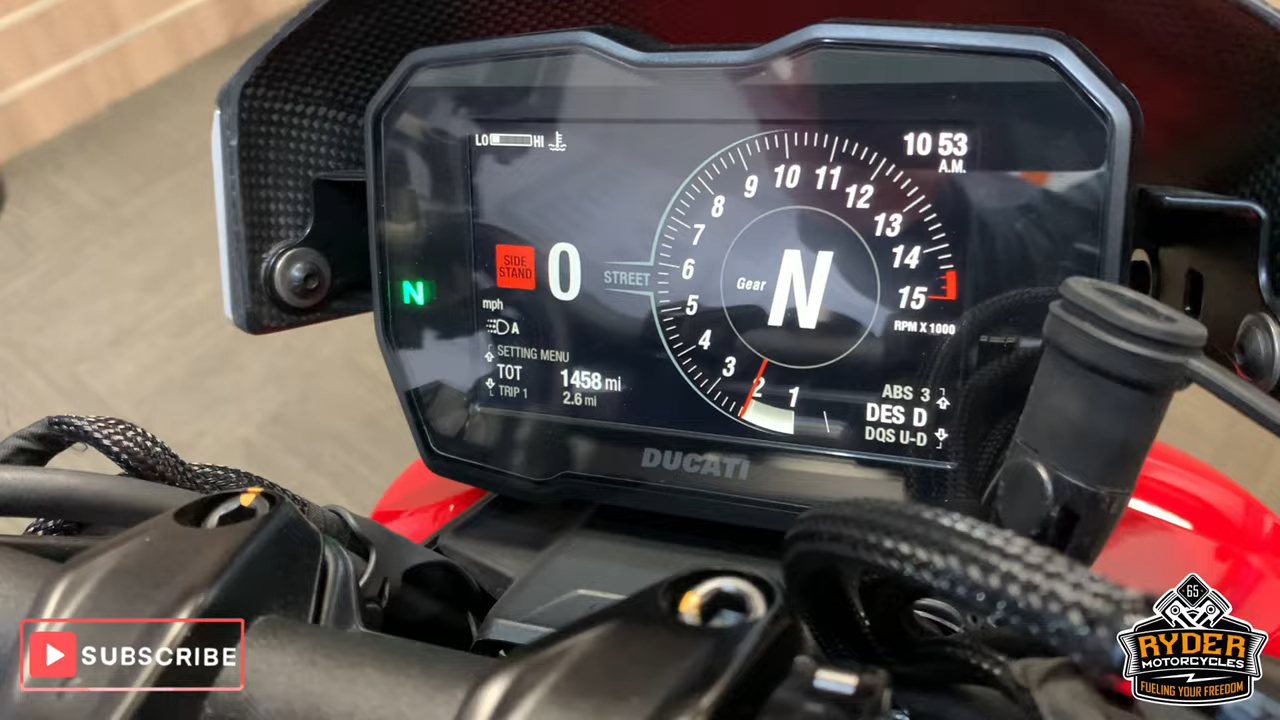 LO HI
10 53
A.M.
N
SIDE
STAND
0
mph
A
STREET
1
2
3
4
5
6
7
8
9
10
11
12
13
14
15
RPM X 1000
Gear
N
SETTING MENU
TOT 1458 mi
TRIP 1 2.6 mi
ABS 3
DES D
DQS U-D
DUCATI
SUBSCRIBE
65
RYDER
MOTORCYCLES
FUELING YOUR FREEDOM